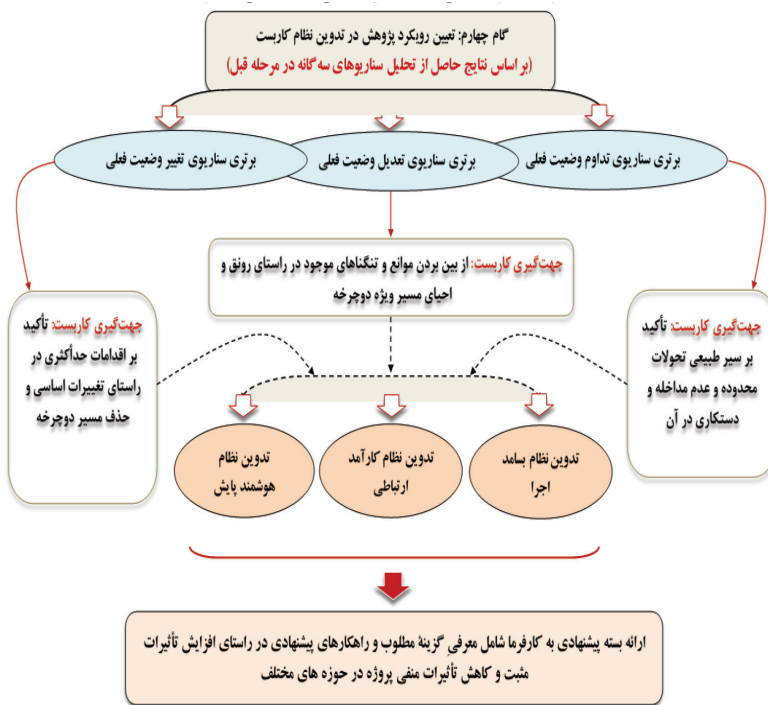 گام چهارم: تعیین رویکرد پژوهش در تدوین نظام کاربست
(بر اساس نتایج حاصل از تحلیل سناریوهای سه گانه در مرحله قبل)
برتری سناریوی تداوم وضعیت فعلی
برتری سناریوی تعدیل وضعیت فعلی
برتری سناریوی تغییر وضعیت فعلی
جهت‌گیری کاربست: از بین بردن موانع و تنگناهای موجود در راستای رونق و
احیای مسیر ویژه دوچرخه
جهت‌گیری کاربست: تأکید
بر سیر طبیعی تحولات
محدوده و عدم مداخله و
دستکاری در آن
جهت‌گیری کاربست: تأکید
بر اقدامات حداکثری در
راستای تغییرات اساسی و
حذف مسیر دوچرخه
تدوین نظام بسامد
اجرا
تدوین نظام کارآمد
ارتباطی
تدوین نظام
هوشمند پایش
ارائه بسته پیشنهادی به کارفرما شامل معرفیِ گزینهٔ مطلوب و راهکارهای پیشنهادی در راستای افزایش تأثیرات
مثبت و کاهش تأثیرات منفی پروژه در حوزه های مختلف